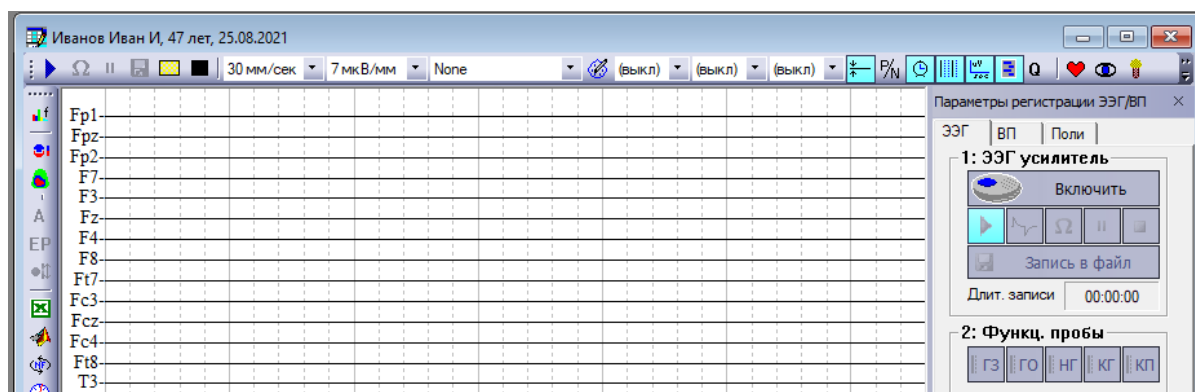 Иванов Иван И, 47 лет, 25.08.2021
Ω 30 мм/сек 7 мкВ/мм None (выкл) (выкл) (выкл) P/N Q
Параметры регистрации ЭЭГ/ВП
ЭЭГ ВП Поли
1: ЭЭГ усилитель
Включить
Ω
Запись в файл
Длит. записи 00:00:00
2: Функц. пробы
ГЗ ГО НГ КГ КП
f
A
EP
Fp1
Fpz
Fp2
F7
F3
Fz
F4
F8
Ft7
Fc3
Fcz
Fc4
Ft8
T3